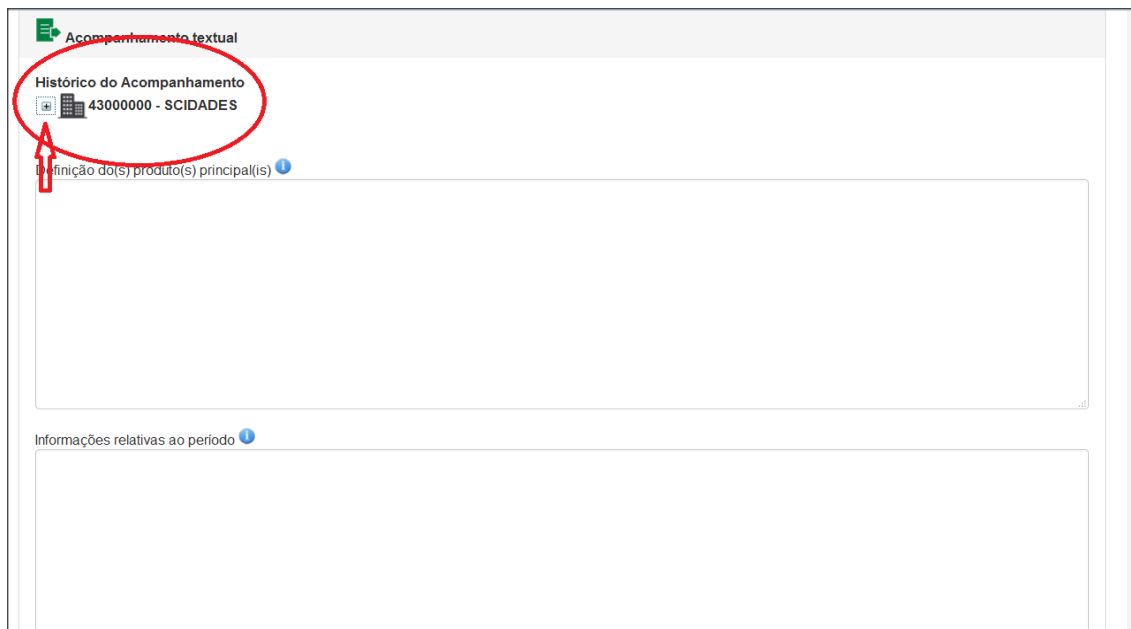 Acompanhamento textual
Histórico do Acompanhamento
43000000 - SCIDADES
Definição do(s) produto(s) principal(is)
Informações relativas ao período